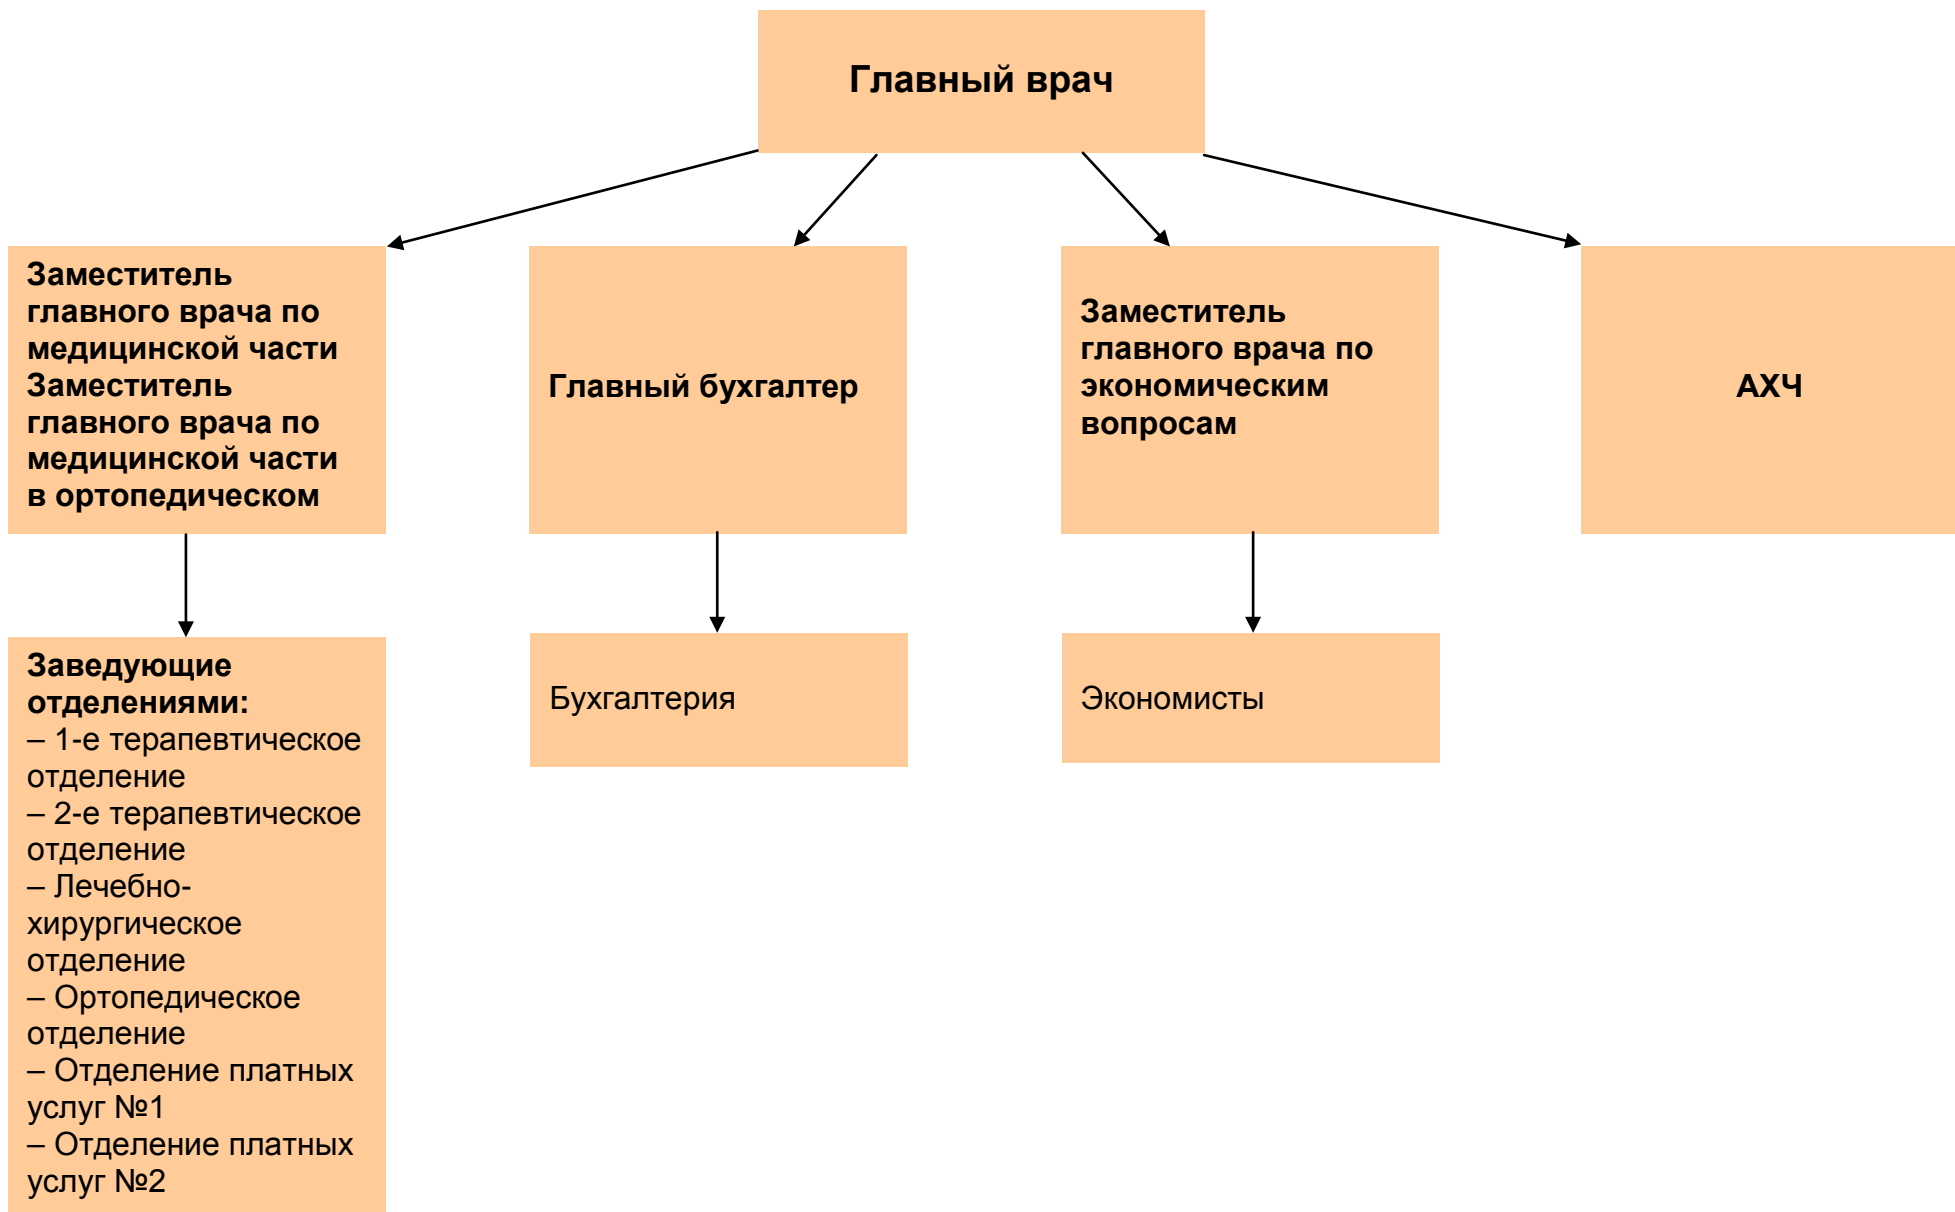 Главный врач
Заместитель
главного врача по
медицинской части
Заместитель
главного врача по
медицинской части
в ортопедическом
Главный бухгалтер
Заместитель
главного врача по
экономическим
вопросам
АХЧ
Заведующие
отделениями:
– 1-е терапевтическое
отделение
– 2-е терапевтическое
отделение
– Лечебно-
хирургическое
отделение
– Ортопедическое
отделение
– Отделение платных
услуг №1
– Отделение платных
услуг №2
Бухгалтерия
Экономисты